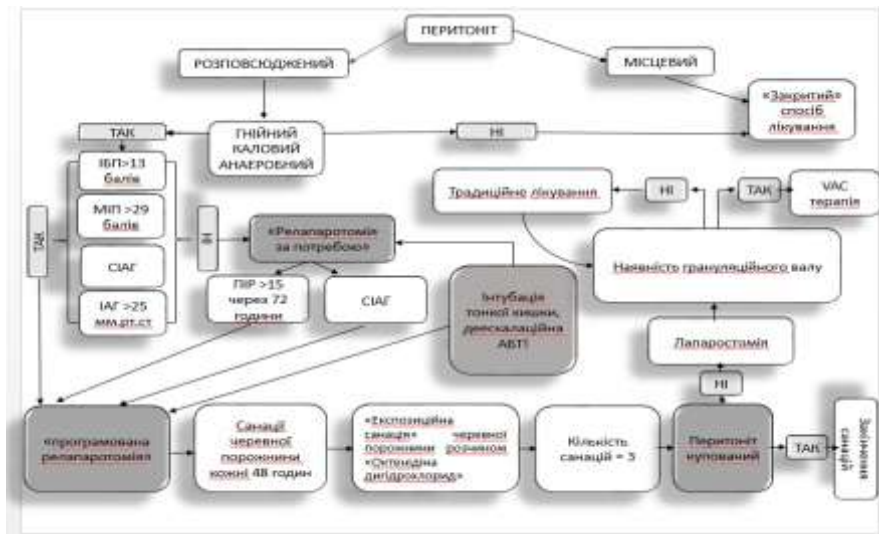 ПЕРИТОНІТ
РОЗПОВСЮДЖЕНИЙ
МІСЦЕВИЙ
«Закритий»
спосіб
лікування
ТАК
ГНІЙНИЙ
КАЛОВИЙ
АНАЕРОБНИЙ
НІ
ІБП>13
балів
МІП >29
балів
СІАГ
ІАГ >25
мм.рт.ст
ТАК
НІ
«Релапаротомія
за потребою»
ПІР >15
через 72
години
СІАГ
Інтубація
тонкої кишки,
деескалаційна
АБТ!
Традиційне лікування
НІ
ТАК
VAC
терапія
Наявність грануляційного валу
Лапаростомія
НІ
«програмована
релапаротомія»
Санації
черевної
порожнини
кожні 48 годин
«Експозиційна
санація» черевної
порожнини розчином
«Октенідіна
дигідрохлорид»
Кількість
санацій = 3
Перитоніт
купований
ТАК
Закінчення
санацій